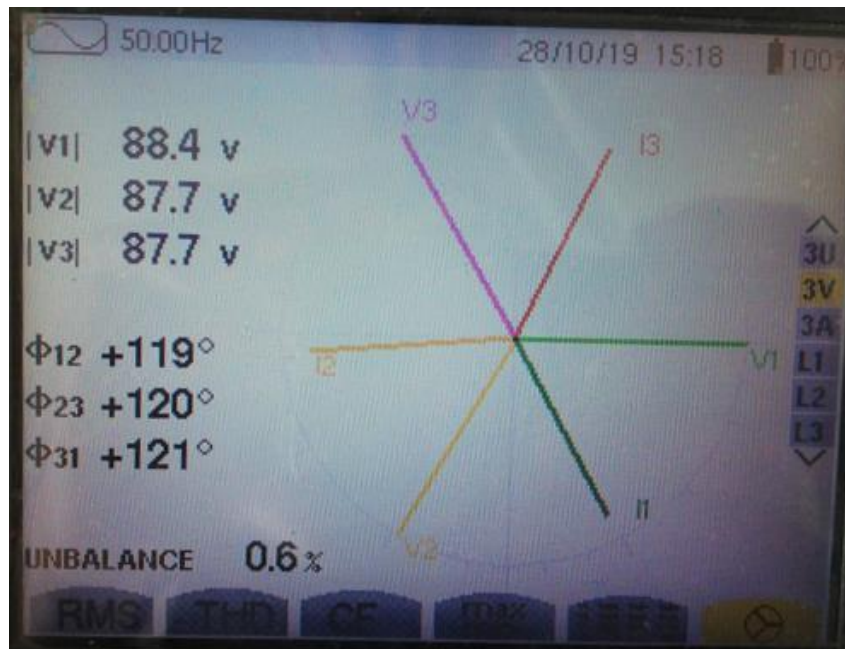 50.00Hz 28/10/19 15:18 100%
V3
I3
|V1| 88.4 v
|V2| 87.7 v
|V3| 87.7 v
3U
3V
3A
L1
L2
L3
I2
V1
Φ12 +119°
Φ23 +120°
Φ31 +121°
I1
V2
UNBALANCE 0.6%
RMS THD CF max